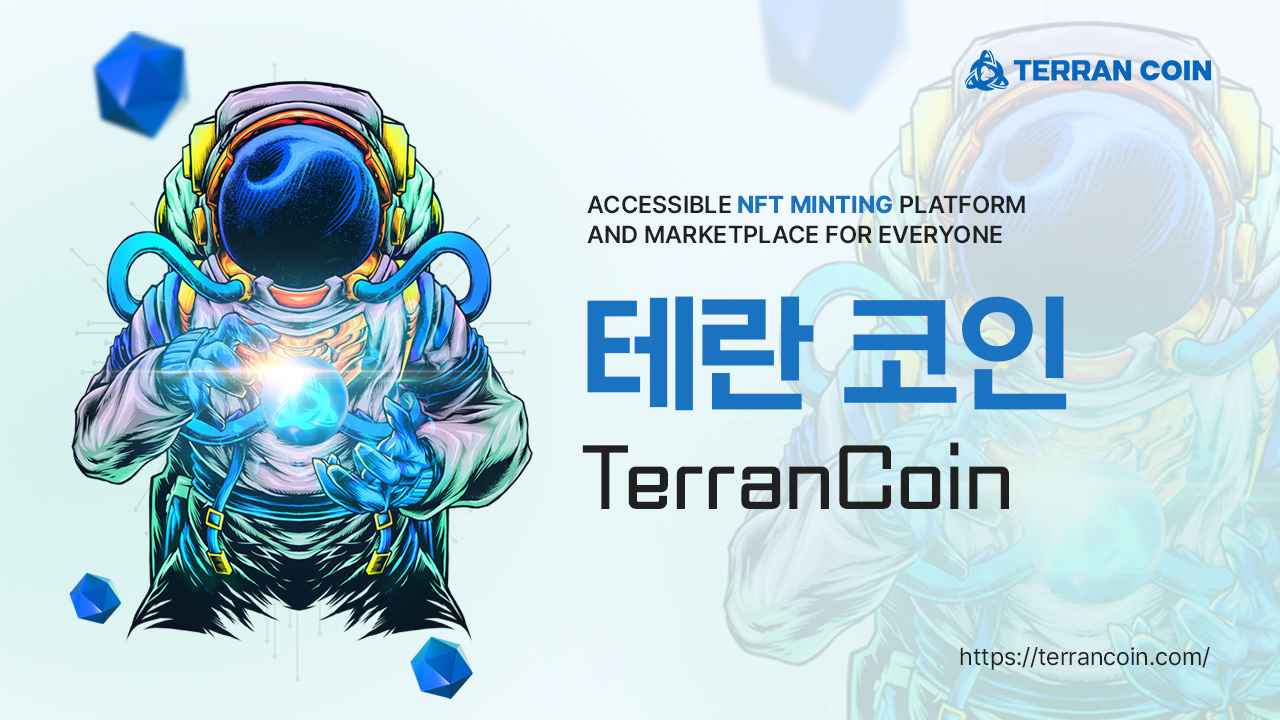 TERRAN COIN
ACCESSIBLE NFT MINTING PLATFORM
AND MARKETPLACE FOR EVERYONE
테란 코인
TerranCoin
https://terrancoin.com/